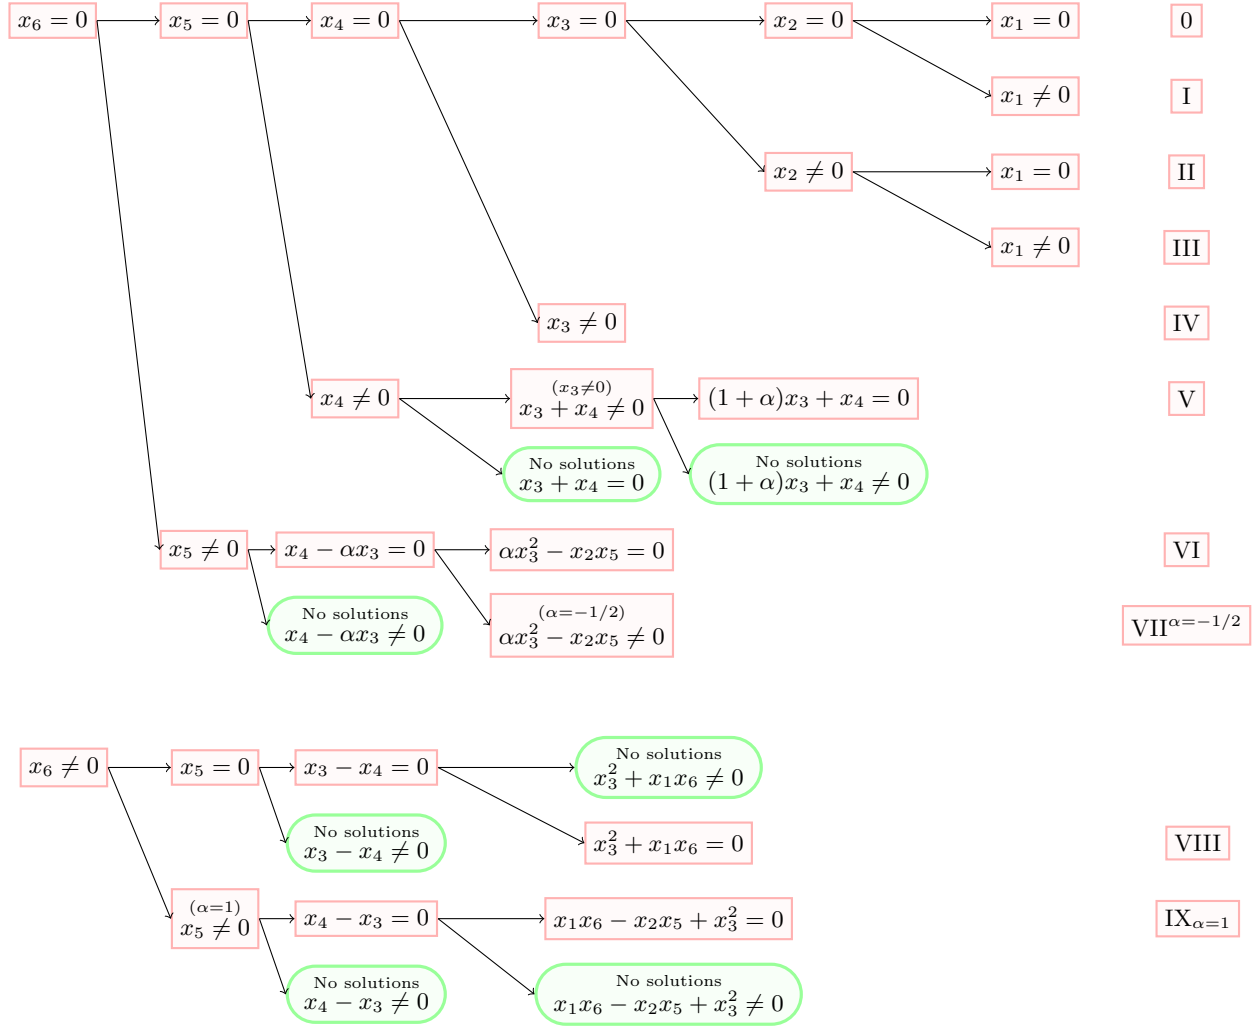 x₆ = 0 x₅ = 0 x₄ = 0 x₃ = 0 x₂ = 0 x₁ = 0 0
x₁ ≠ 0 I
x₂ ≠ 0 x₁ = 0 II
x₁ ≠ 0 III
x₃ ≠ 0 IV
(x₃≠0)
x₄ ≠ 0 x₃ + x₄ ≠ 0 (1 + α)x₃ + x₄ = 0 V
No solutions No solutions
x₃ + x₄ = 0 (1 + α)x₃ + x₄ ≠ 0
x₅ ≠ 0 x₄ − αx₃ = 0 αx₃² − x₂x₅ = 0 VI
No solutions (α=−1/2)
x₄ − αx₃ ≠ 0 αx₃² − x₂x₅ ≠ 0 VII^{α=−1/2}
No solutions
x₆ ≠ 0 x₅ = 0 x₃ − x₄ = 0 x₃² + x₁x₆ ≠ 0
No solutions
x₃ − x₄ ≠ 0 x₃² + x₁x₆ = 0 VIII
(α=1)
x₅ ≠ 0 x₄ − x₃ = 0 x₁x₆ − x₂x₅ + x₃² = 0 IX_{α=1}
No solutions No solutions
x₄ − x₃ ≠ 0 x₁x₆ − x₂x₅ + x₃² ≠ 0